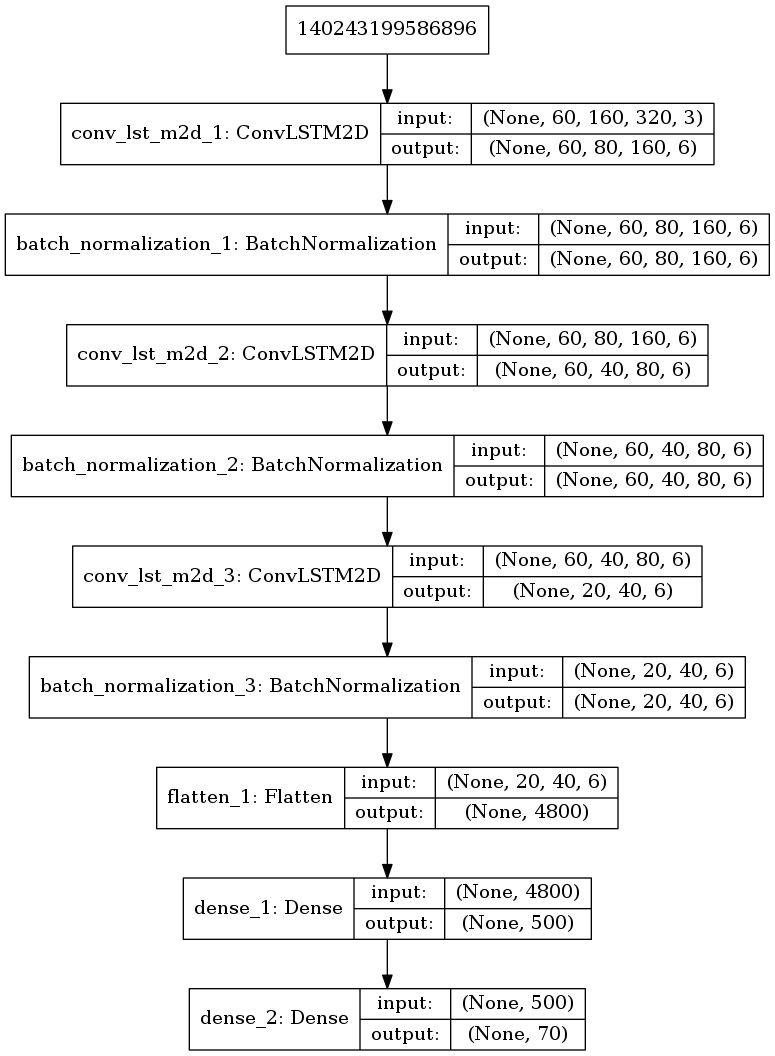 140243199586896
conv_lst_m2d_1: ConvLSTM2D
input: (None, 60, 160, 320, 3)
output: (None, 60, 80, 160, 6)
batch_normalization_1: BatchNormalization
input: (None, 60, 80, 160, 6)
output: (None, 60, 80, 160, 6)
conv_lst_m2d_2: ConvLSTM2D
input: (None, 60, 80, 160, 6)
output: (None, 60, 40, 80, 6)
batch_normalization_2: BatchNormalization
input: (None, 60, 40, 80, 6)
output: (None, 60, 40, 80, 6)
conv_lst_m2d_3: ConvLSTM2D
input: (None, 60, 40, 80, 6)
output: (None, 20, 40, 6)
batch_normalization_3: BatchNormalization
input: (None, 20, 40, 6)
output: (None, 20, 40, 6)
flatten_1: Flatten
input: (None, 20, 40, 6)
output: (None, 4800)
dense_1: Dense
input: (None, 4800)
output: (None, 500)
dense_2: Dense
input: (None, 500)
output: (None, 70)